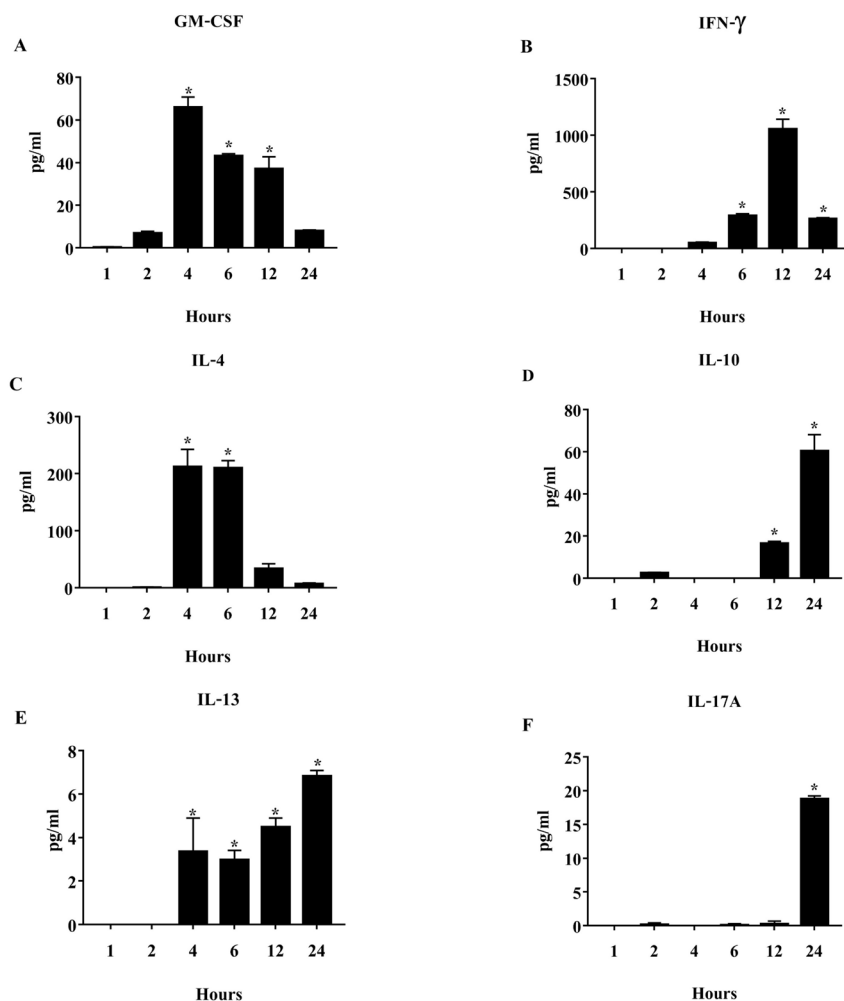 GM-CSF
A
80
*
60
*
*
40
pg/ml
20
0
1 2 4 6 12 24
Hours
IFN-γ
B
1500
*
1000
pg/ml
500
*
*
0
1 2 4 6 12 24
Hours
IL-4
C
300
*
*
200
pg/ml
100
0
1 2 4 6 12 24
Hours
IL-10
D
80
*
60
40
pg/ml
20
*
0
1 2 4 6 12 24
Hours
IL-13
E
8
*
6
*
*
*
4
pg/ml
2
0
1 2 4 6 12 24
Hours
IL-17A
F
25
*
20
15
pg/ml
10
5
0
1 2 4 6 12 24
Hours